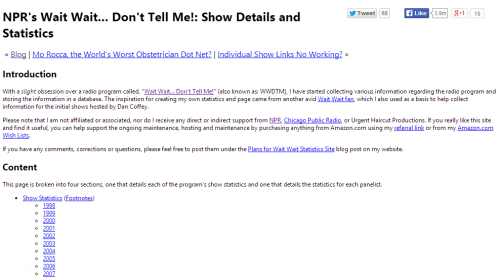 NPR's Wait Wait... Don't Tell Me!: Show Details and
Statistics
Tweet 68 Like 3.9m +1 15
« Blog | Mo Rocca, the World's Worst Obstetrician Dot Net? | Individual Show Links No Working? »
Introduction
With a slight obsession over a radio program called, "Wait Wait... Don't Tell Me!" (also known as: WWDTM), I have started collecting various information regarding the radio program and
storing the information in a database. The inspiration for creating my own statistics and page came from another avid Wait Wait fan, which I also used as a basis to help collect
information for the initial shows hosted by Dan Coffey.
Please note that I am not affiliated or associated, nor do I receive any direct or indirect support from NPR, Chicago Public Radio, or Urgent Haircut Productions. If you really like this site
and find it useful, you can help support the ongoing maintenance, hosting and maintenance by purchasing anything from Amazon.com using my referral link or from my Amazon.com
Wish Lists.
If you have any comments, corrections or questions, please feel free to post them under the Plans for Wait Wait Statistics Site blog post on my website.
Content
This page is broken into four sections, one that details each of the program's show statistics and one that details the statistics for each panelist.
Show Statistics (Footnotes)
1998
1999
2000
2001
2002
2003
2004
2005
2006
2007